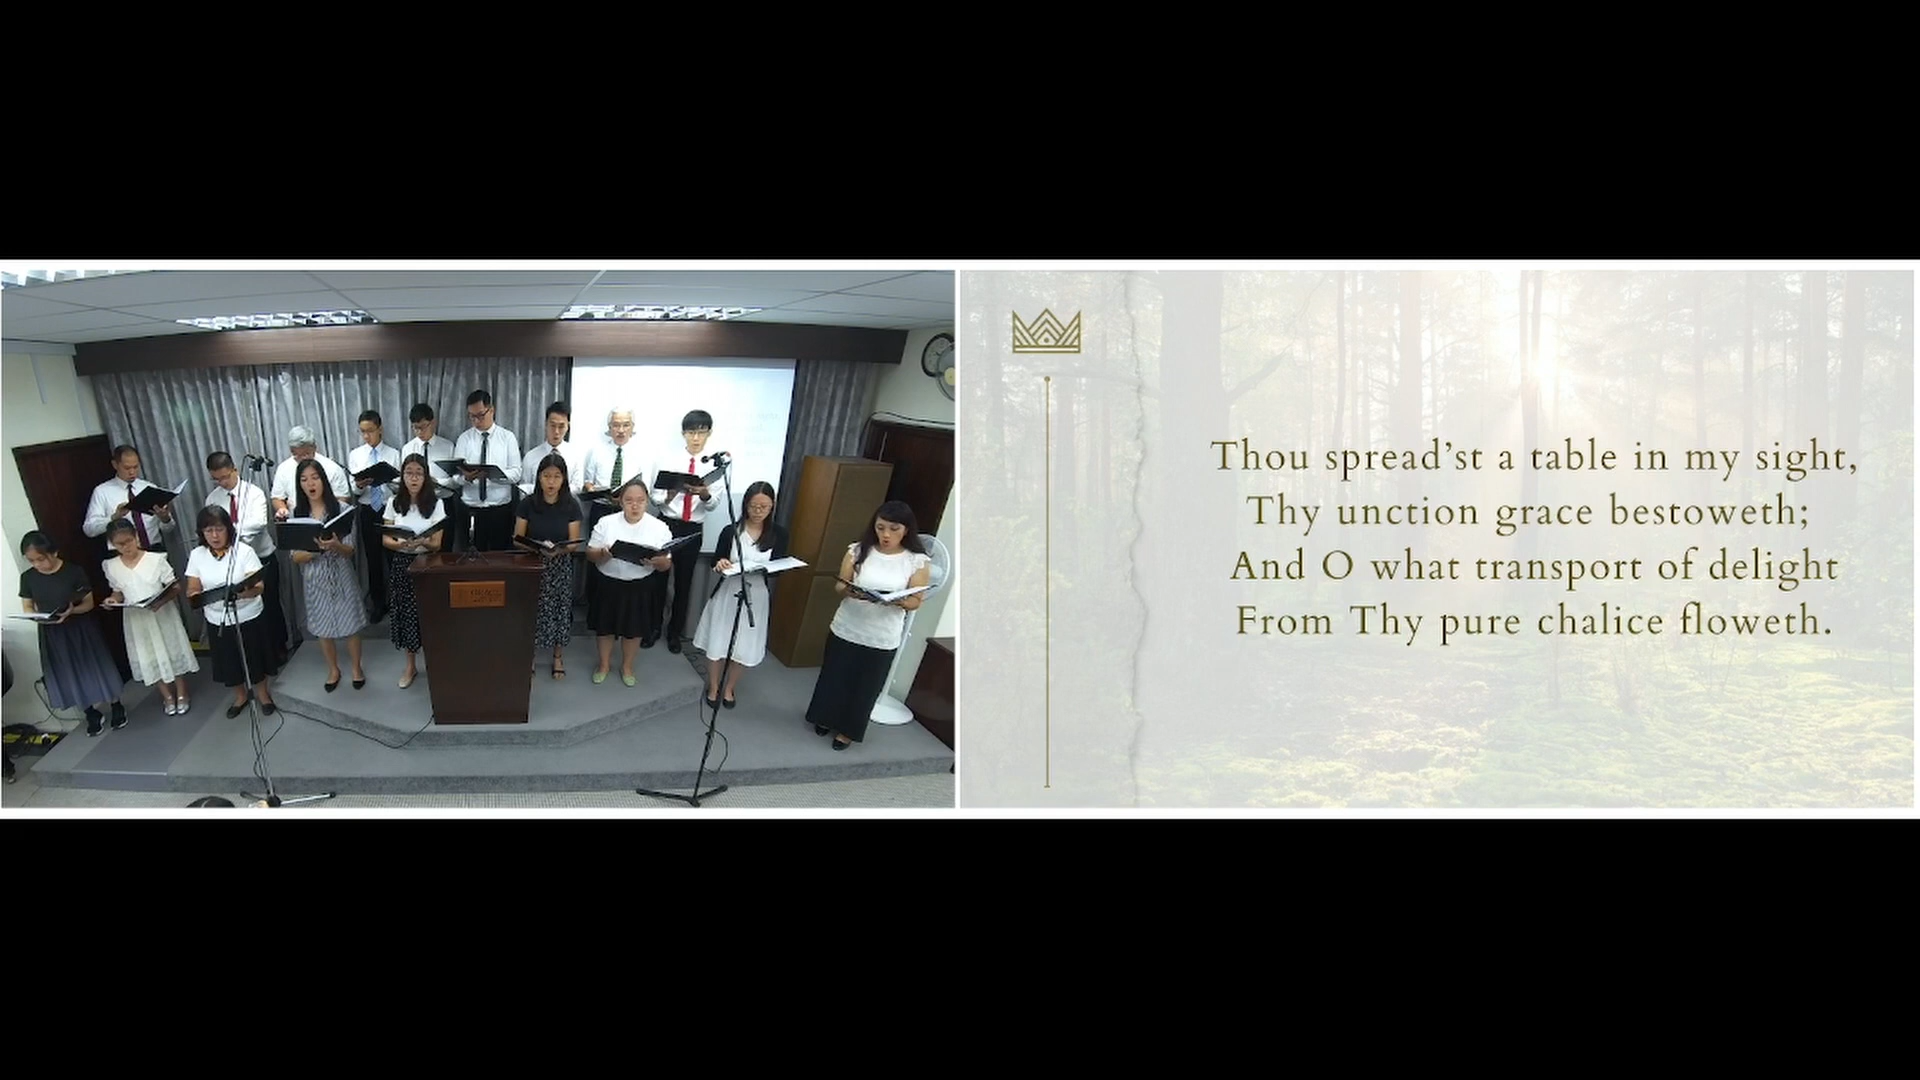 Thou spread'st a table in my sight,
Thy unction grace bestoweth;
And O what transport of delight
From Thy pure chalice floweth.